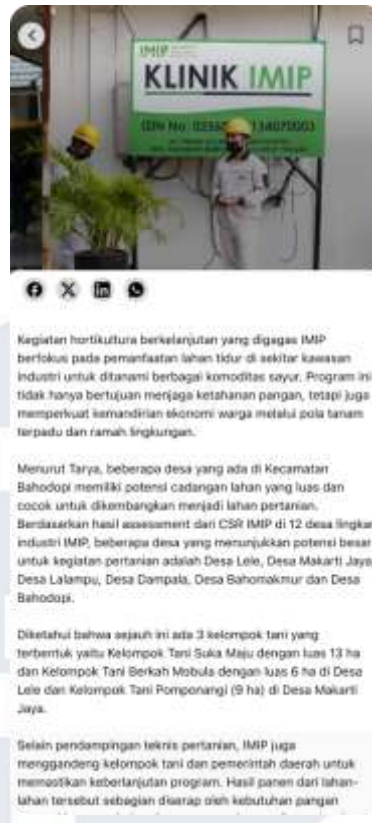 IMIP
KLINIK IMIP
Kegiatan hortikultura berkelanjutan yang digagas IMIP
berfokus pada pemanfaatan lahan tidur di sekitar kawasan
industri untuk ditanami berbagai komoditas sayur. Program ini
tidak hanya bertujuan menjaga ketahanan pangan, tetapi juga
memperkuat kemandirian ekonomi warga melalui pola tanam
terpadu dan ramah lingkungan.
Menurut Tarya, beberapa desa yang ada di Kecamatan
Bahodopi memiliki potensi cadangan lahan yang luas dan
cocok untuk dikembangkan menjadi lahan pertanian.
Berdasarkan hasil assessment dari CSR IMIP di 12 desa lingkar
industri IMIP, beberapa desa yang menunjukkan potensi besar
untuk kegiatan pertanian adalah Desa Lele, Desa Makarti Jaya
Desa Lalampu, Desa Dampala, Desa Bahomakmur dan Desa
Bahodopi.
Diketahui bahwa sejauh ini ada 3 kelompok tani yang
terbentuk yaitu Kelompok Tani Suka Maju dengan luas 13 ha
dan Kelompok Tani Berkah Mobula dengan luas 6 ha di Desa
Lele dan Kelompok Tani Pomponangi (9 ha) di Desa Makarti
Jaya.
Selain pendampingan teknis pertanian, IMIP juga
menggandeng kelompok tani dan pemerintah daerah untuk
memastikan keberlanjutan program. Hasil panen dari lahan-
lahan tersebut sebagian diserap oleh kebutuhan pangan